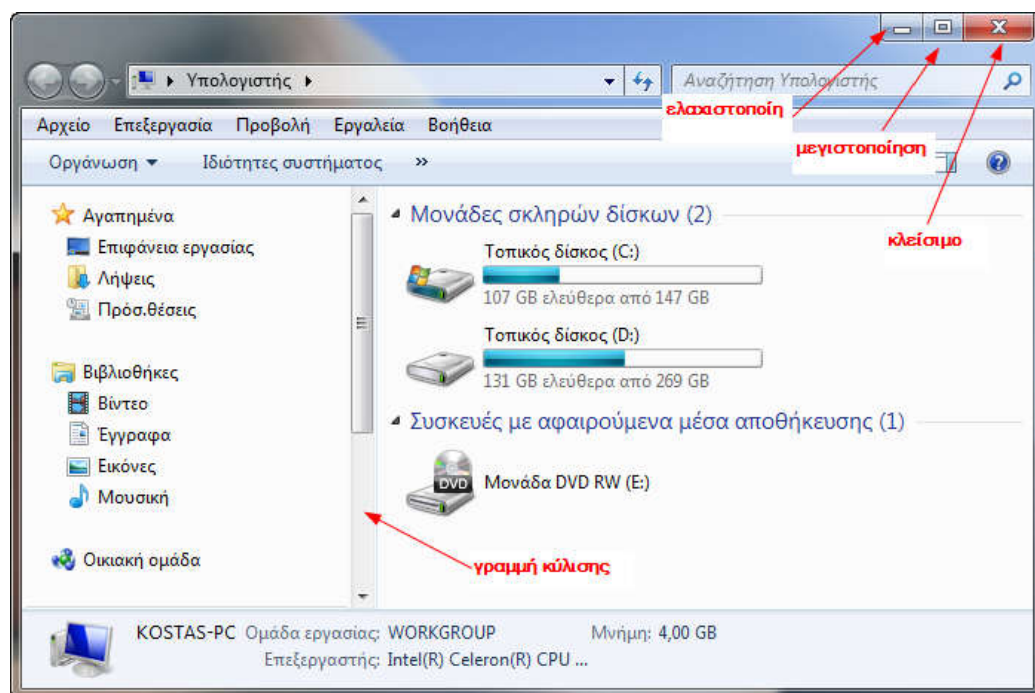 Υπολογιστής
Αναζήτηση Υπολογιστής
ελαχιστοποίη
Αρχείο Επεξεργασία Προβολή Εργαλεία Βοήθεια
μεγιστοποίηση
Οργάνωση Ιδιότητες συστήματος »
κλείσιμο
Αγαπημένα
Επιφάνεια εργασίας
Λήψεις
Πρόσ.θέσεις
Βιβλιοθήκες
Βίντεο
Έγγραφα
Εικόνες
Μουσική
Οικιακή ομάδα
Μονάδες σκληρών δίσκων (2)
Τοπικός δίσκος (C:)
107 GB ελεύθερα από 147 GB
Τοπικός δίσκος (D:)
131 GB ελεύθερα από 269 GB
Συσκευές με αφαιρούμενα μέσα αποθήκευσης (1)
DVD
Μονάδα DVD RW (E:)
γραμμή κύλισης
KOSTAS-PC Ομάδα εργασίας: WORKGROUP Μνήμη: 4,00 GB
Επεξεργαστής: Intel(R) Celeron(R) CPU ...